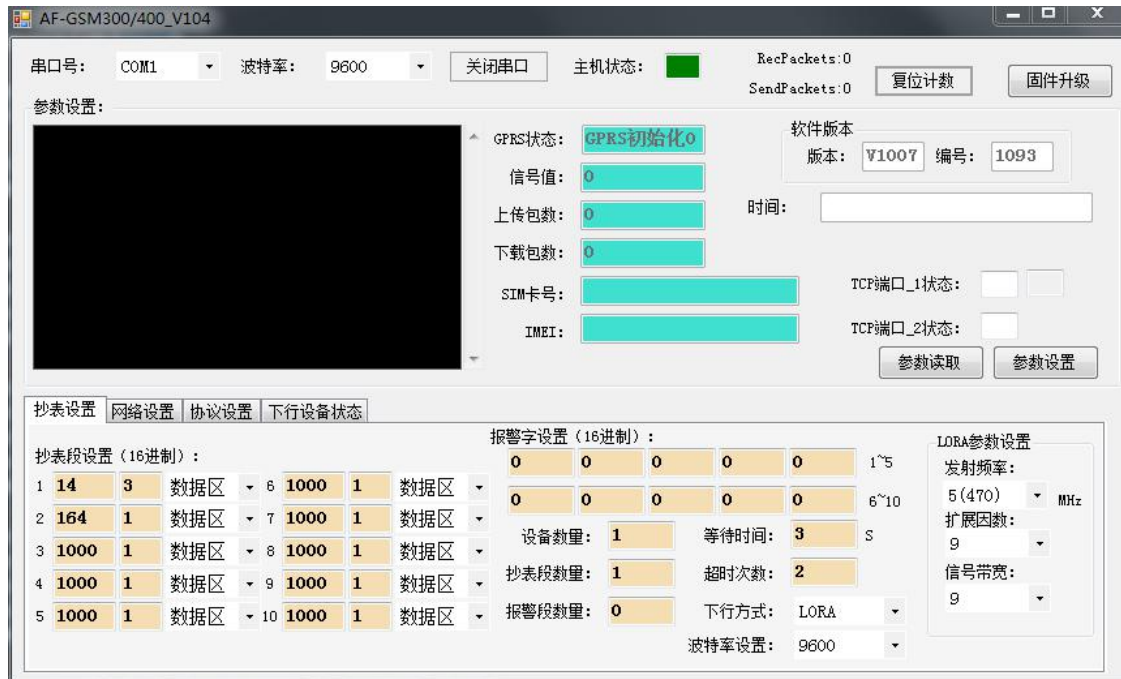 AF-GSM300/400_V104
串口号: COM1 波特率: 9600 关闭串口 主机状态: RecPackets:0 复位计数 固件升级
SendPackets:0
参数设置:
GPRS状态: GPRS初始化0 软件版本
版本: V1007 编号: 1093
信号值: 0
上传包数: 0 时间:
下载包数: 0
SIM卡号: TCP端口_1状态:
IMEI: TCP端口_2状态:
参数读取 参数设置
抄表设置 网络设置 协议设置 下行设备状态
抄表段设置(16进制): 报警字设置(16进制): LORA参数设置
1 14 3 数据区 6 1000 1 数据区 0 0 0 0 0 1~5 发射频率:
2 164 1 数据区 7 1000 1 数据区 0 0 0 0 0 6~10 5(470) MHz
3 1000 1 数据区 8 1000 1 数据区 设备数量: 1 等待时间: 3 S 扩展因数:
9
4 1000 1 数据区 9 1000 1 数据区 抄表段数量: 1 超时次数: 2 信号带宽:
5 1000 1 数据区 10 1000 1 数据区 报警段数量: 0 下行方式: LORA 9
波特率设置: 9600